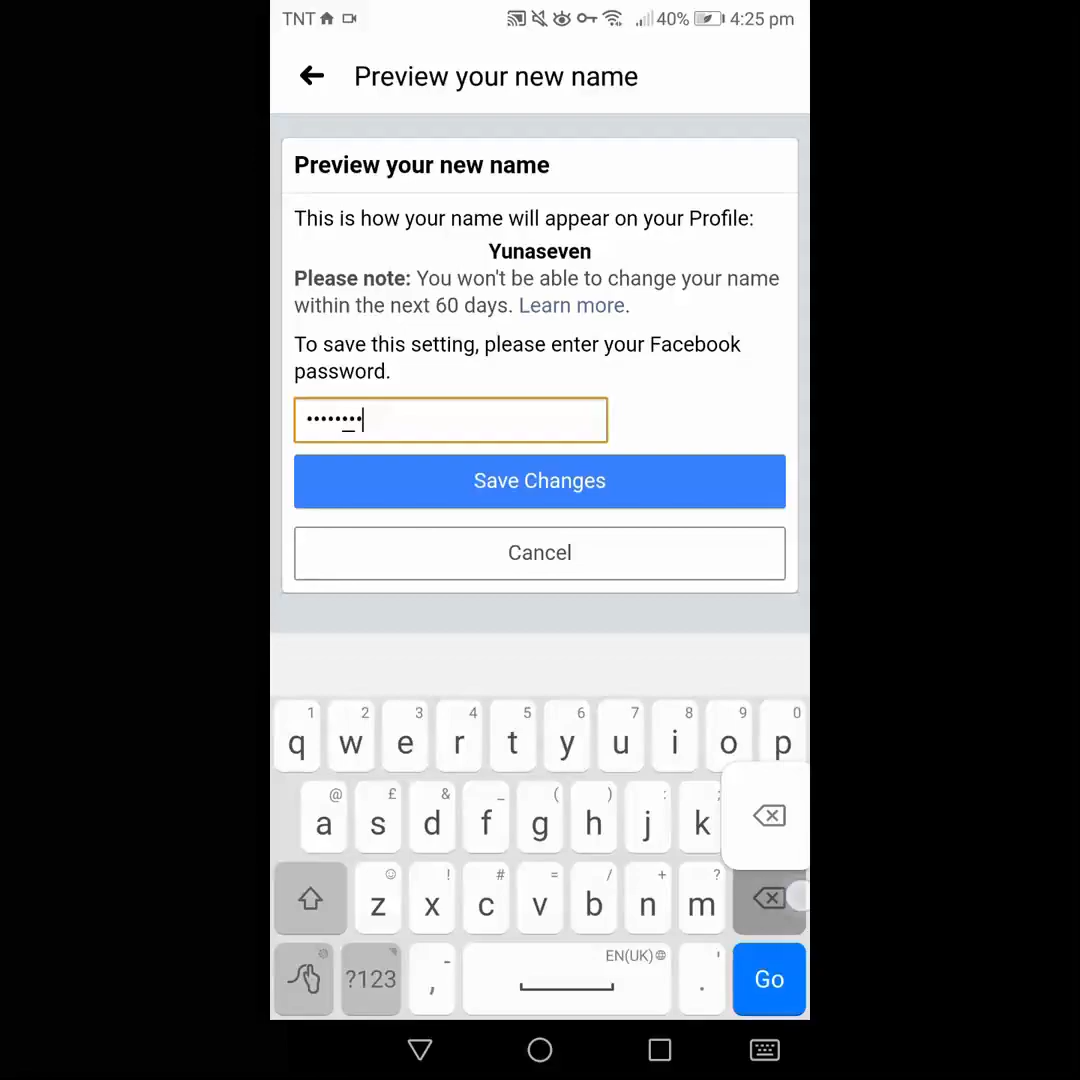 TNT 40% 4:25 pm
Preview your new name
Preview your new name
This is how your name will appear on your Profile:
Yunaseven
Please note: You won't be able to change your name
within the next 60 days. Learn more.
To save this setting, please enter your Facebook
password.
••••••••
Save Changes
Cancel
1 2 3 4 5 6 7 8 9 0
q w e r t y u i o p
@ £ & _ ( ) : ;
a s d f g h j k
! # = / + ?
z x c v b n m
EN(UK)@
?123 , - . ' Go